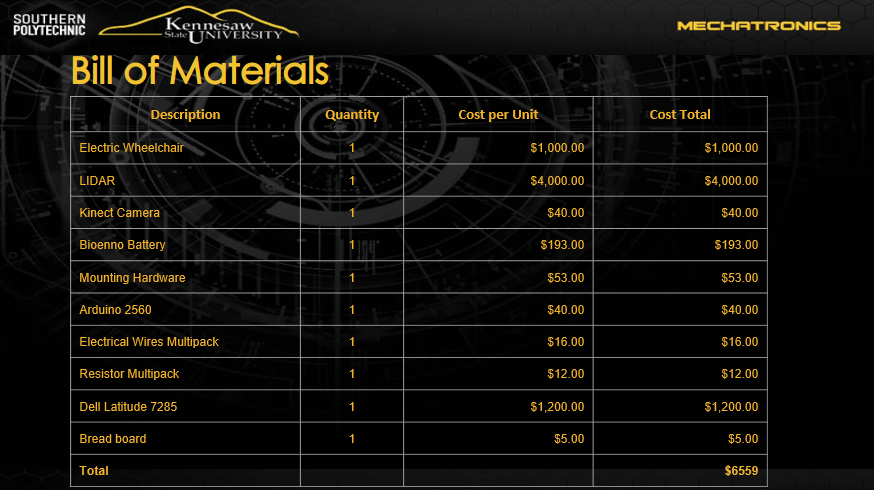 SOUTHERN
POLYTECHNIC
Kennesaw
State UNIVERSITY
MECHATRONICS
Bill of Materials
Description Quantity Cost per Unit Cost Total
Electric Wheelchair 1 $1,000.00 $1,000.00
LIDAR 1 $4,000.00 $4,000.00
Kinect Camera 1 $40.00 $40.00
Bioenno Battery 1 $193.00 $193.00
Mounting Hardware 1 $53.00 $53.00
Arduino 2560 1 $40.00 $40.00
Electrical Wires Multipack 1 $16.00 $16.00
Resistor Multipack 1 $12.00 $12.00
Dell Latitude 7285 1 $1,200.00 $1,200.00
Bread board 1 $5.00 $5.00
Total $6559